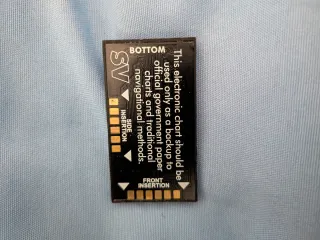 BOTTOM
This electronic chart should be
used only as a backup to
official government paper
charts and traditional
navigational methods.
SV
SIDE
INSERTION
FRONT
INSERTION